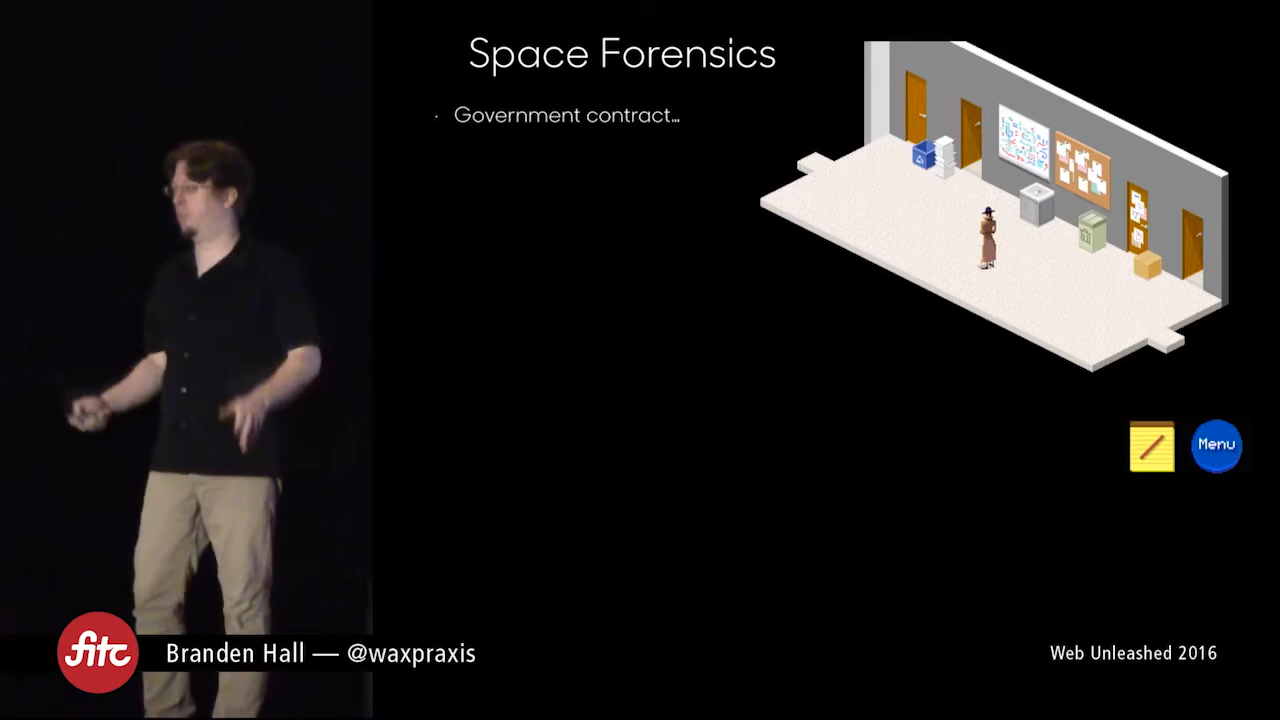 Space Forensics
· Government contract...
Menu
fitc
Branden Hall — @waxpraxis
Web Unleashed 2016